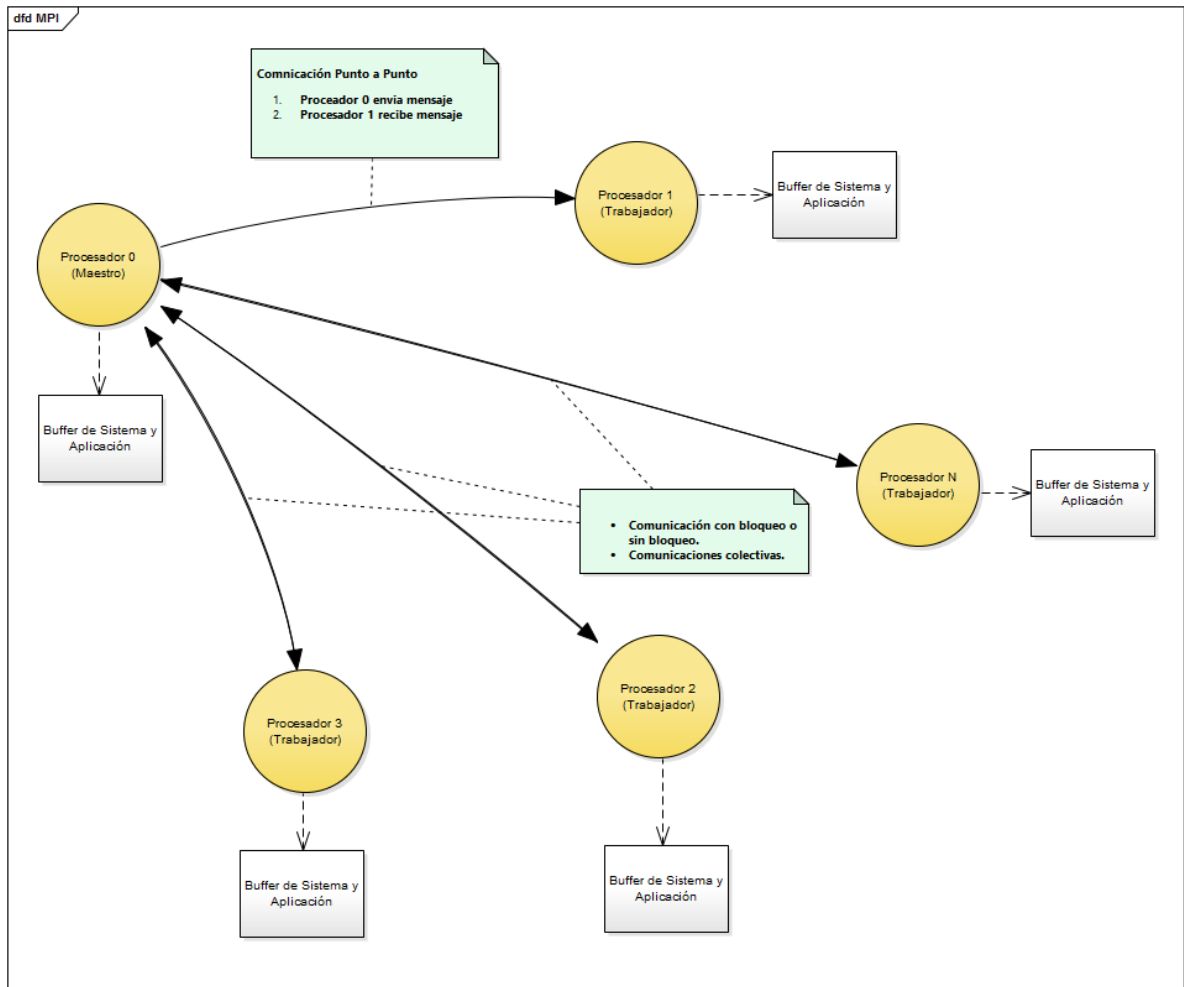 dfd MPI
Comnicación Punto a Punto
1. Proceador 0 envia mensaje
2. Procesador 1 recibe mensaje
Procesador 1
(Trabajador)
Buffer de Sistema y
Aplicación
Procesador 0
(Maestro)
Buffer de Sistema y
Aplicación
Procesador N
(Trabajador)
Buffer de Sistema y
Aplicación
• Comunicación con bloqueo o
sin bloqueo.
• Comunicaciones colectivas.
Procesador 2
(Trabajador)
Procesador 3
(Trabajador)
Buffer de Sistema y
Aplicación
Buffer de Sistema y
Aplicación